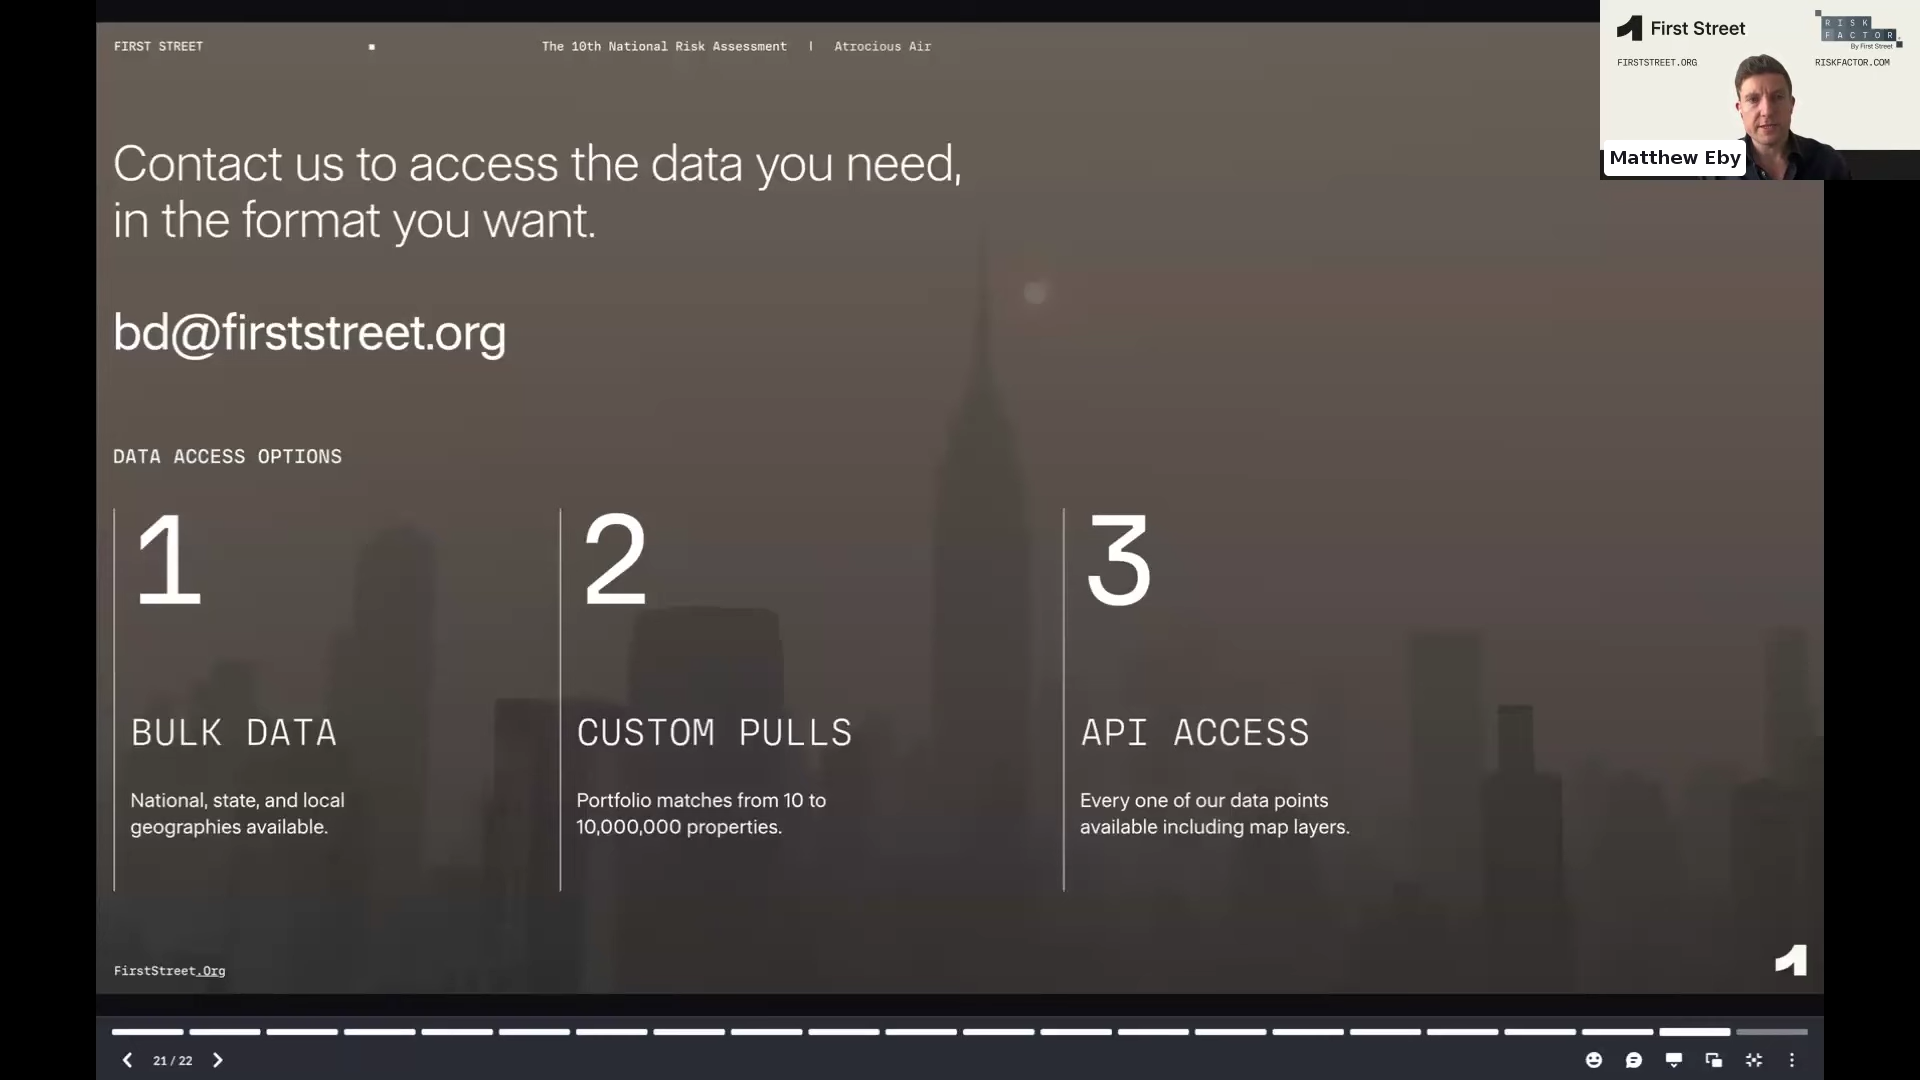 FIRST STREET
The 10th National Risk Assessment | Atrocious Air
First Street
RISK
FACTOR
By First Street
FIRSTSTREET.ORG
RISKFACTOR.COM
Matthew Eby
Contact us to access the data you need,
in the format you want.
bd@firststreet.org
DATA ACCESS OPTIONS
1
BULK DATA
National, state, and local
geographies available.
2
CUSTOM PULLS
Portfolio matches from 10 to
10,000,000 properties.
3
API ACCESS
Every one of our data points
available including map layers.
FirstStreet.Org
21 / 22